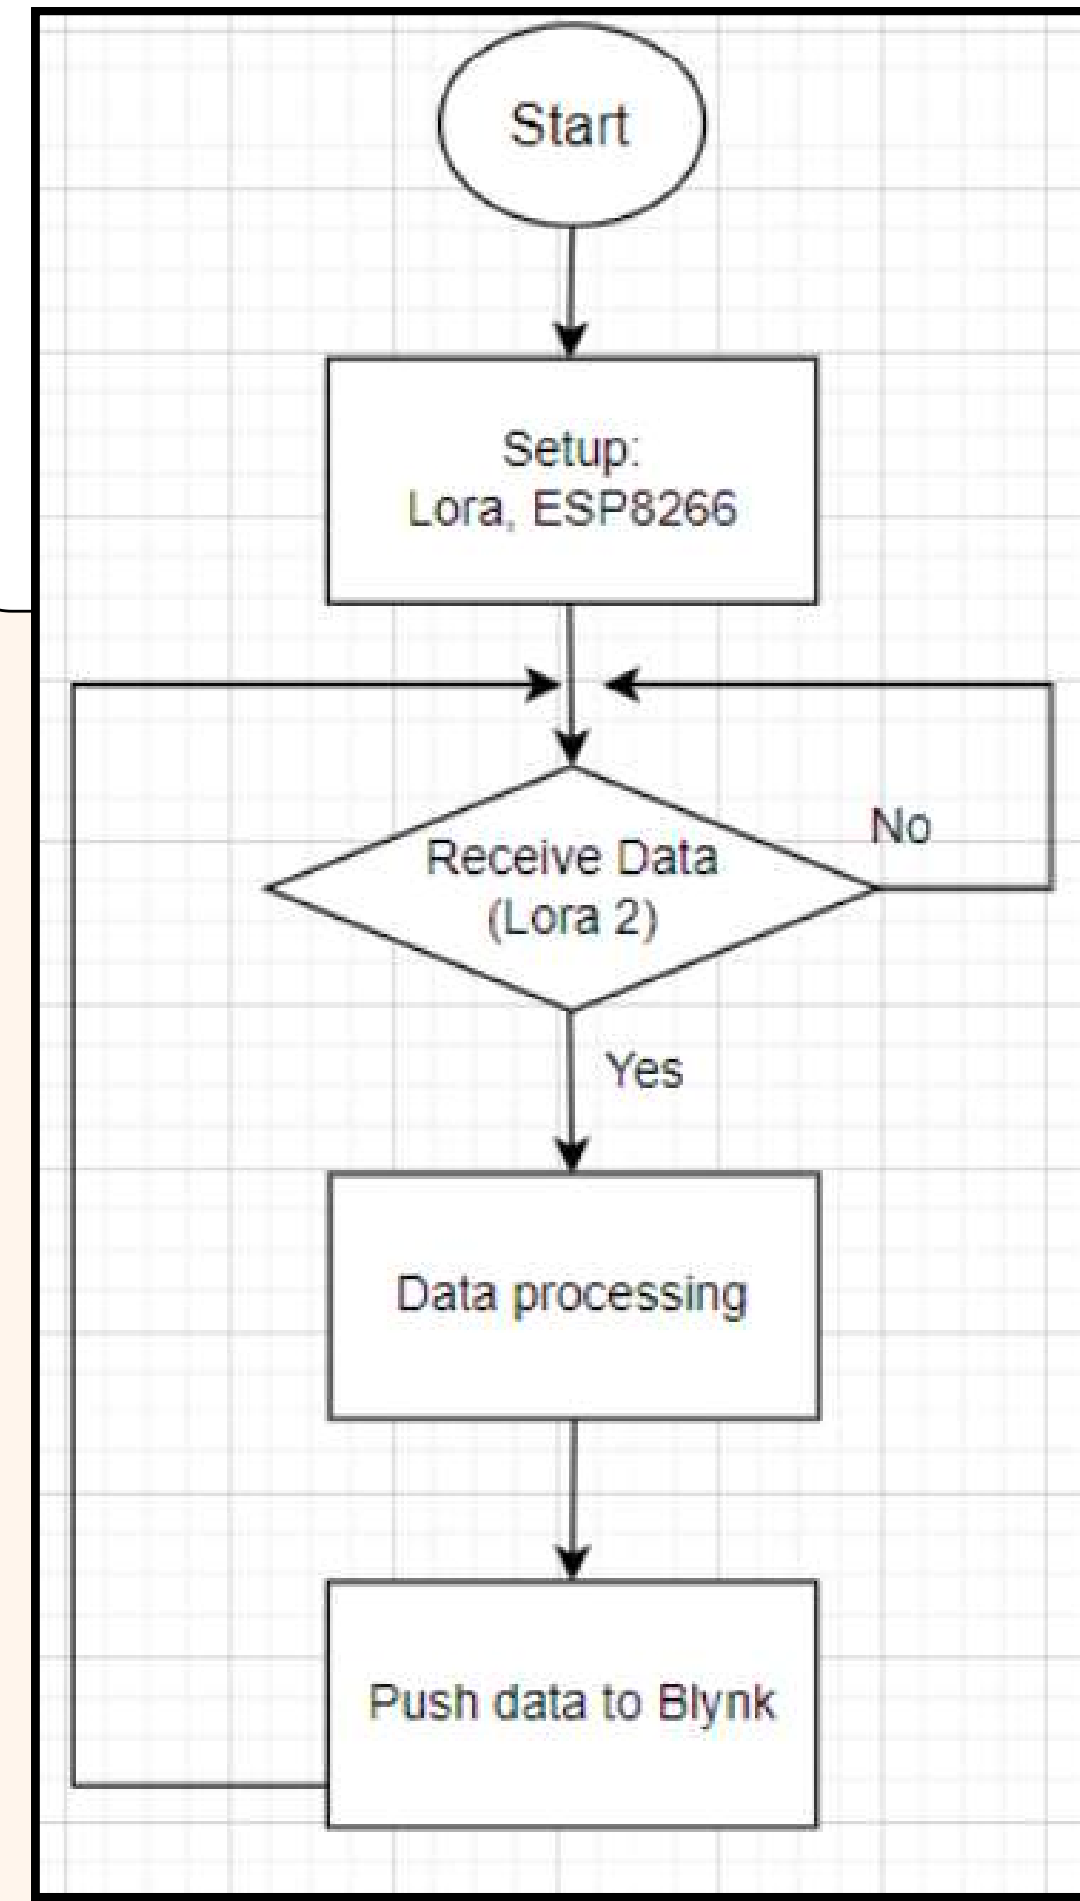 Start
Setup:
Lora, ESP8266
Receive Data
(Lora 2)
No
Yes
Data processing
Push data to Blynk